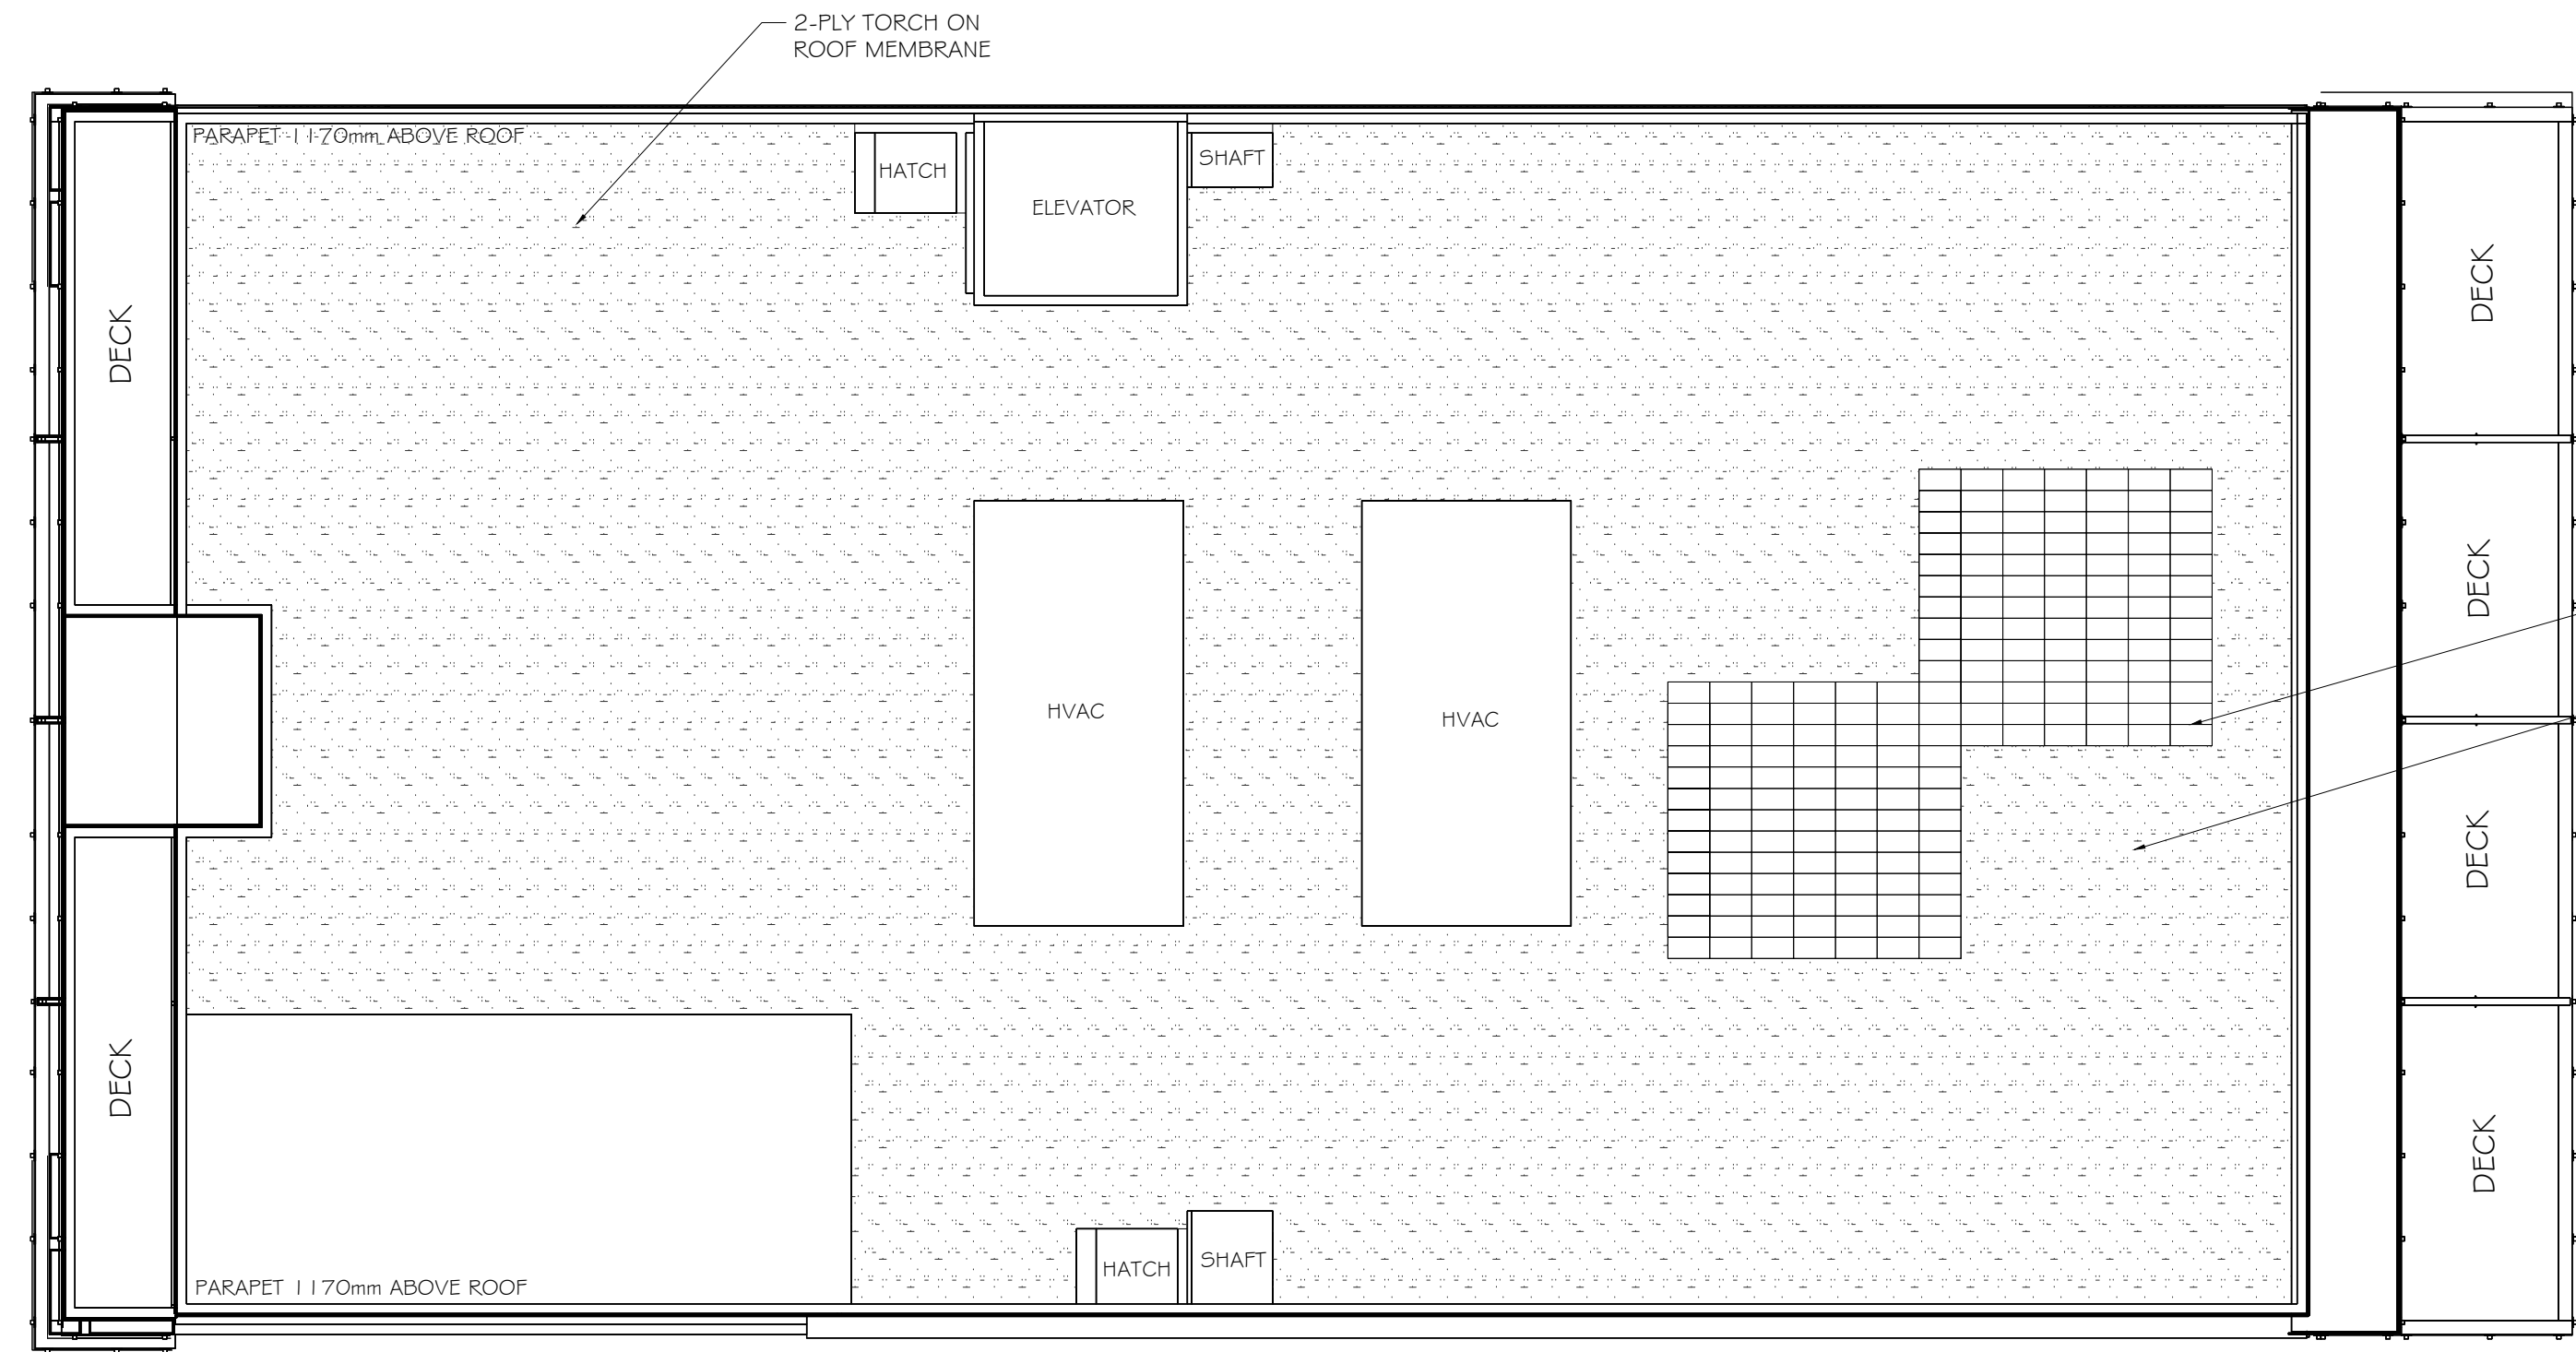 2-PLY TORCH ON
ROOF MEMBRANE
PARAPET 1170mm ABOVE ROOF
HATCH
SHAFT
ELEVATOR
DECK
DECK
DECK
HVAC
HVAC
DECK
DECK
DECK
HATCH
SHAFT
PARAPET 1170mm ABOVE ROOF